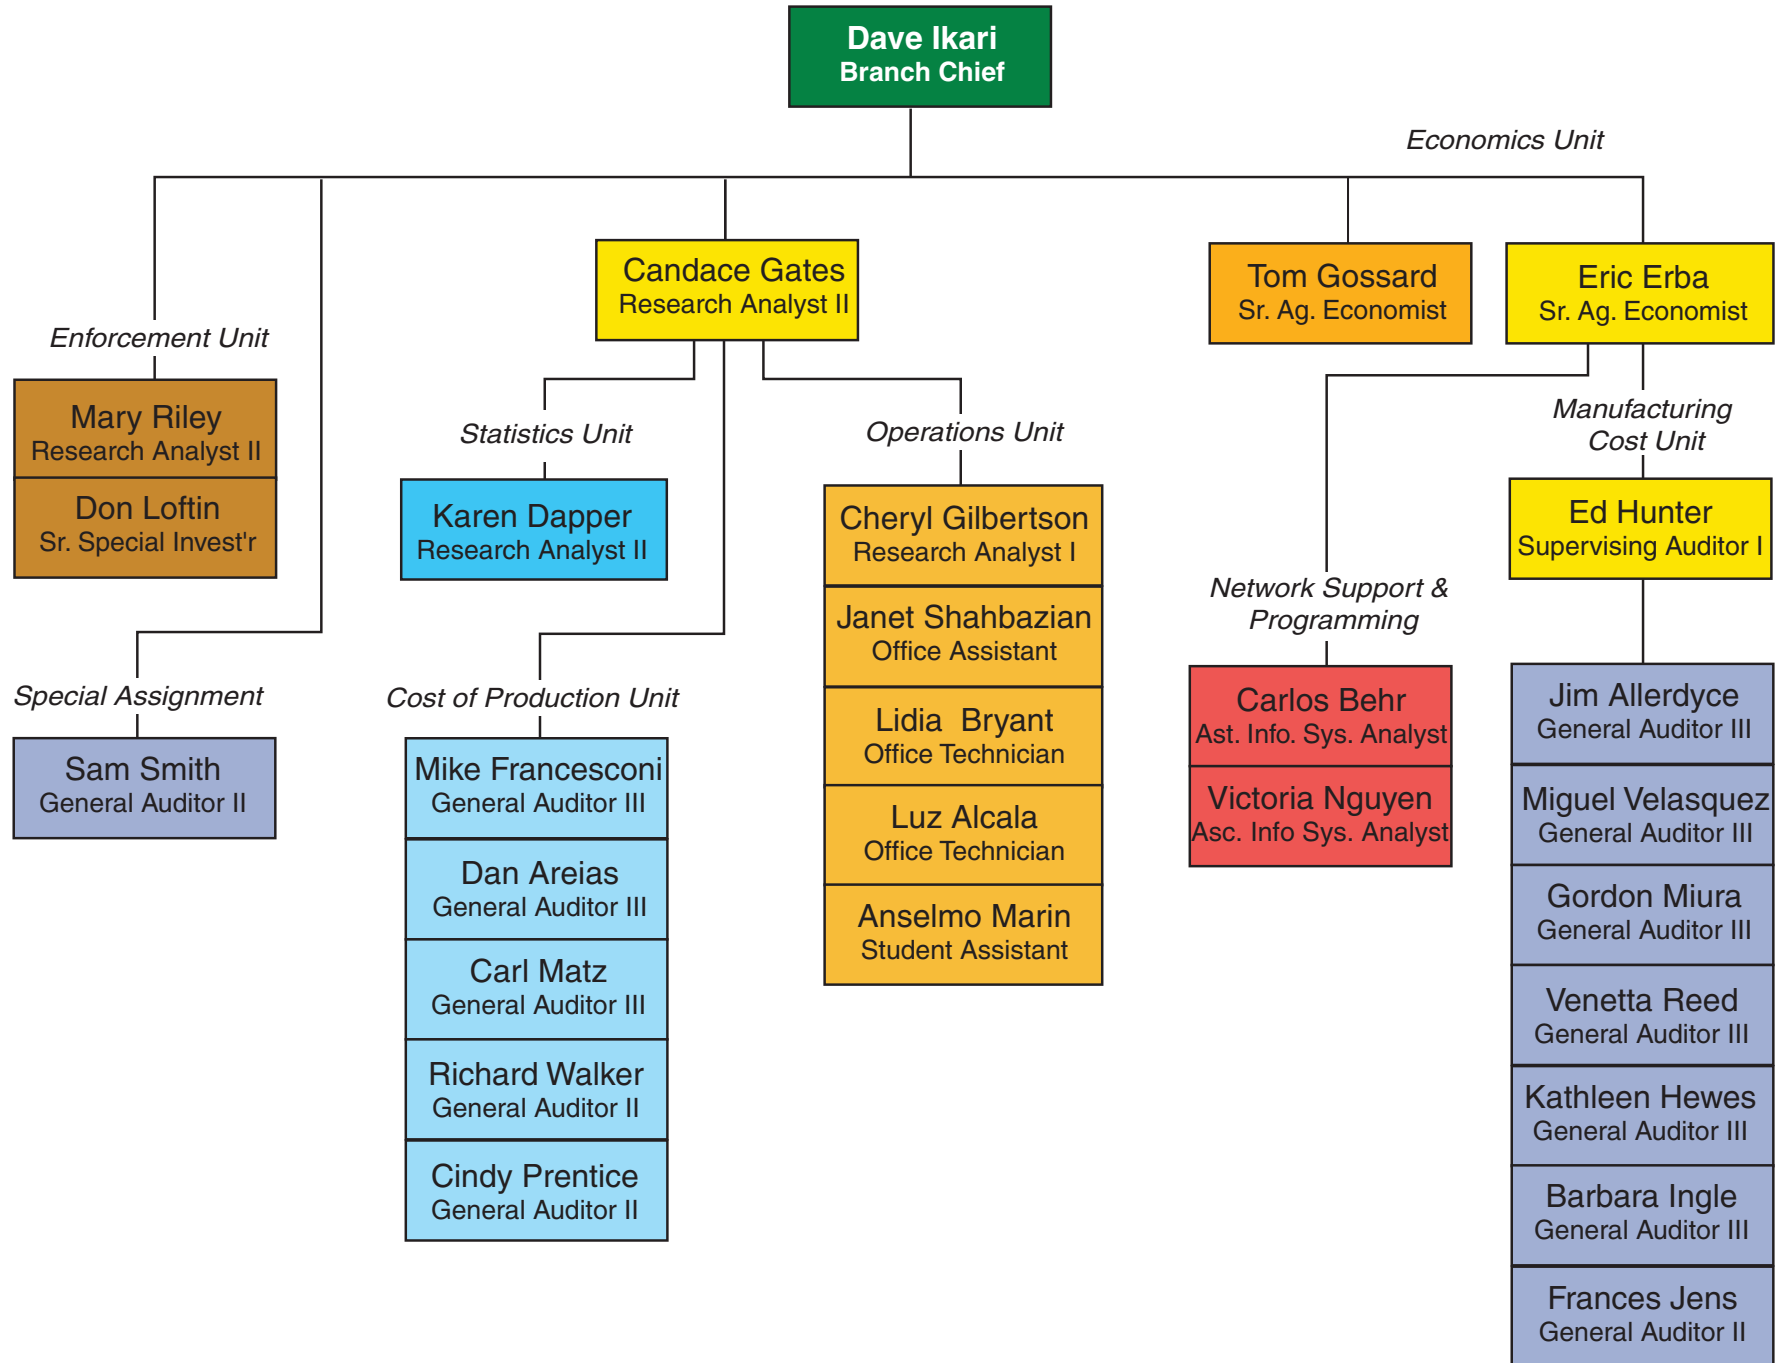 Dave Ikari
Branch Chief
Economics Unit
Candace Gates
Research Analyst II
Tom Gossard
Sr. Ag. Economist
Eric Erba
Sr. Ag. Economist
Enforcement Unit
Mary Riley
Research Analyst II
Don Loftin
Sr. Special Invest'r
Special Assignment
Sam Smith
General Auditor II
Statistics Unit
Karen Dapper
Research Analyst II
Cost of Production Unit
Mike Francesconi
General Auditor III
Dan Areias
General Auditor III
Carl Matz
General Auditor III
Richard Walker
General Auditor II
Cindy Prentice
General Auditor II
Operations Unit
Cheryl Gilbertson
Research Analyst I
Janet Shahbazian
Office Assistant
Lidia Bryant
Office Technician
Luz Alcala
Office Technician
Anselmo Marin
Student Assistant
Network Support &
Programming
Carlos Behr
Ast. Info. Sys. Analyst
Victoria Nguyen
Asc. Info Sys. Analyst
Manufacturing
Cost Unit
Ed Hunter
Supervising Auditor I
Jim Allerdyce
General Auditor III
Miguel Velasquez
General Auditor III
Gordon Miura
General Auditor III
Venetta Reed
General Auditor III
Kathleen Hewes
General Auditor III
Barbara Ingle
General Auditor III
Frances Jens
General Auditor II